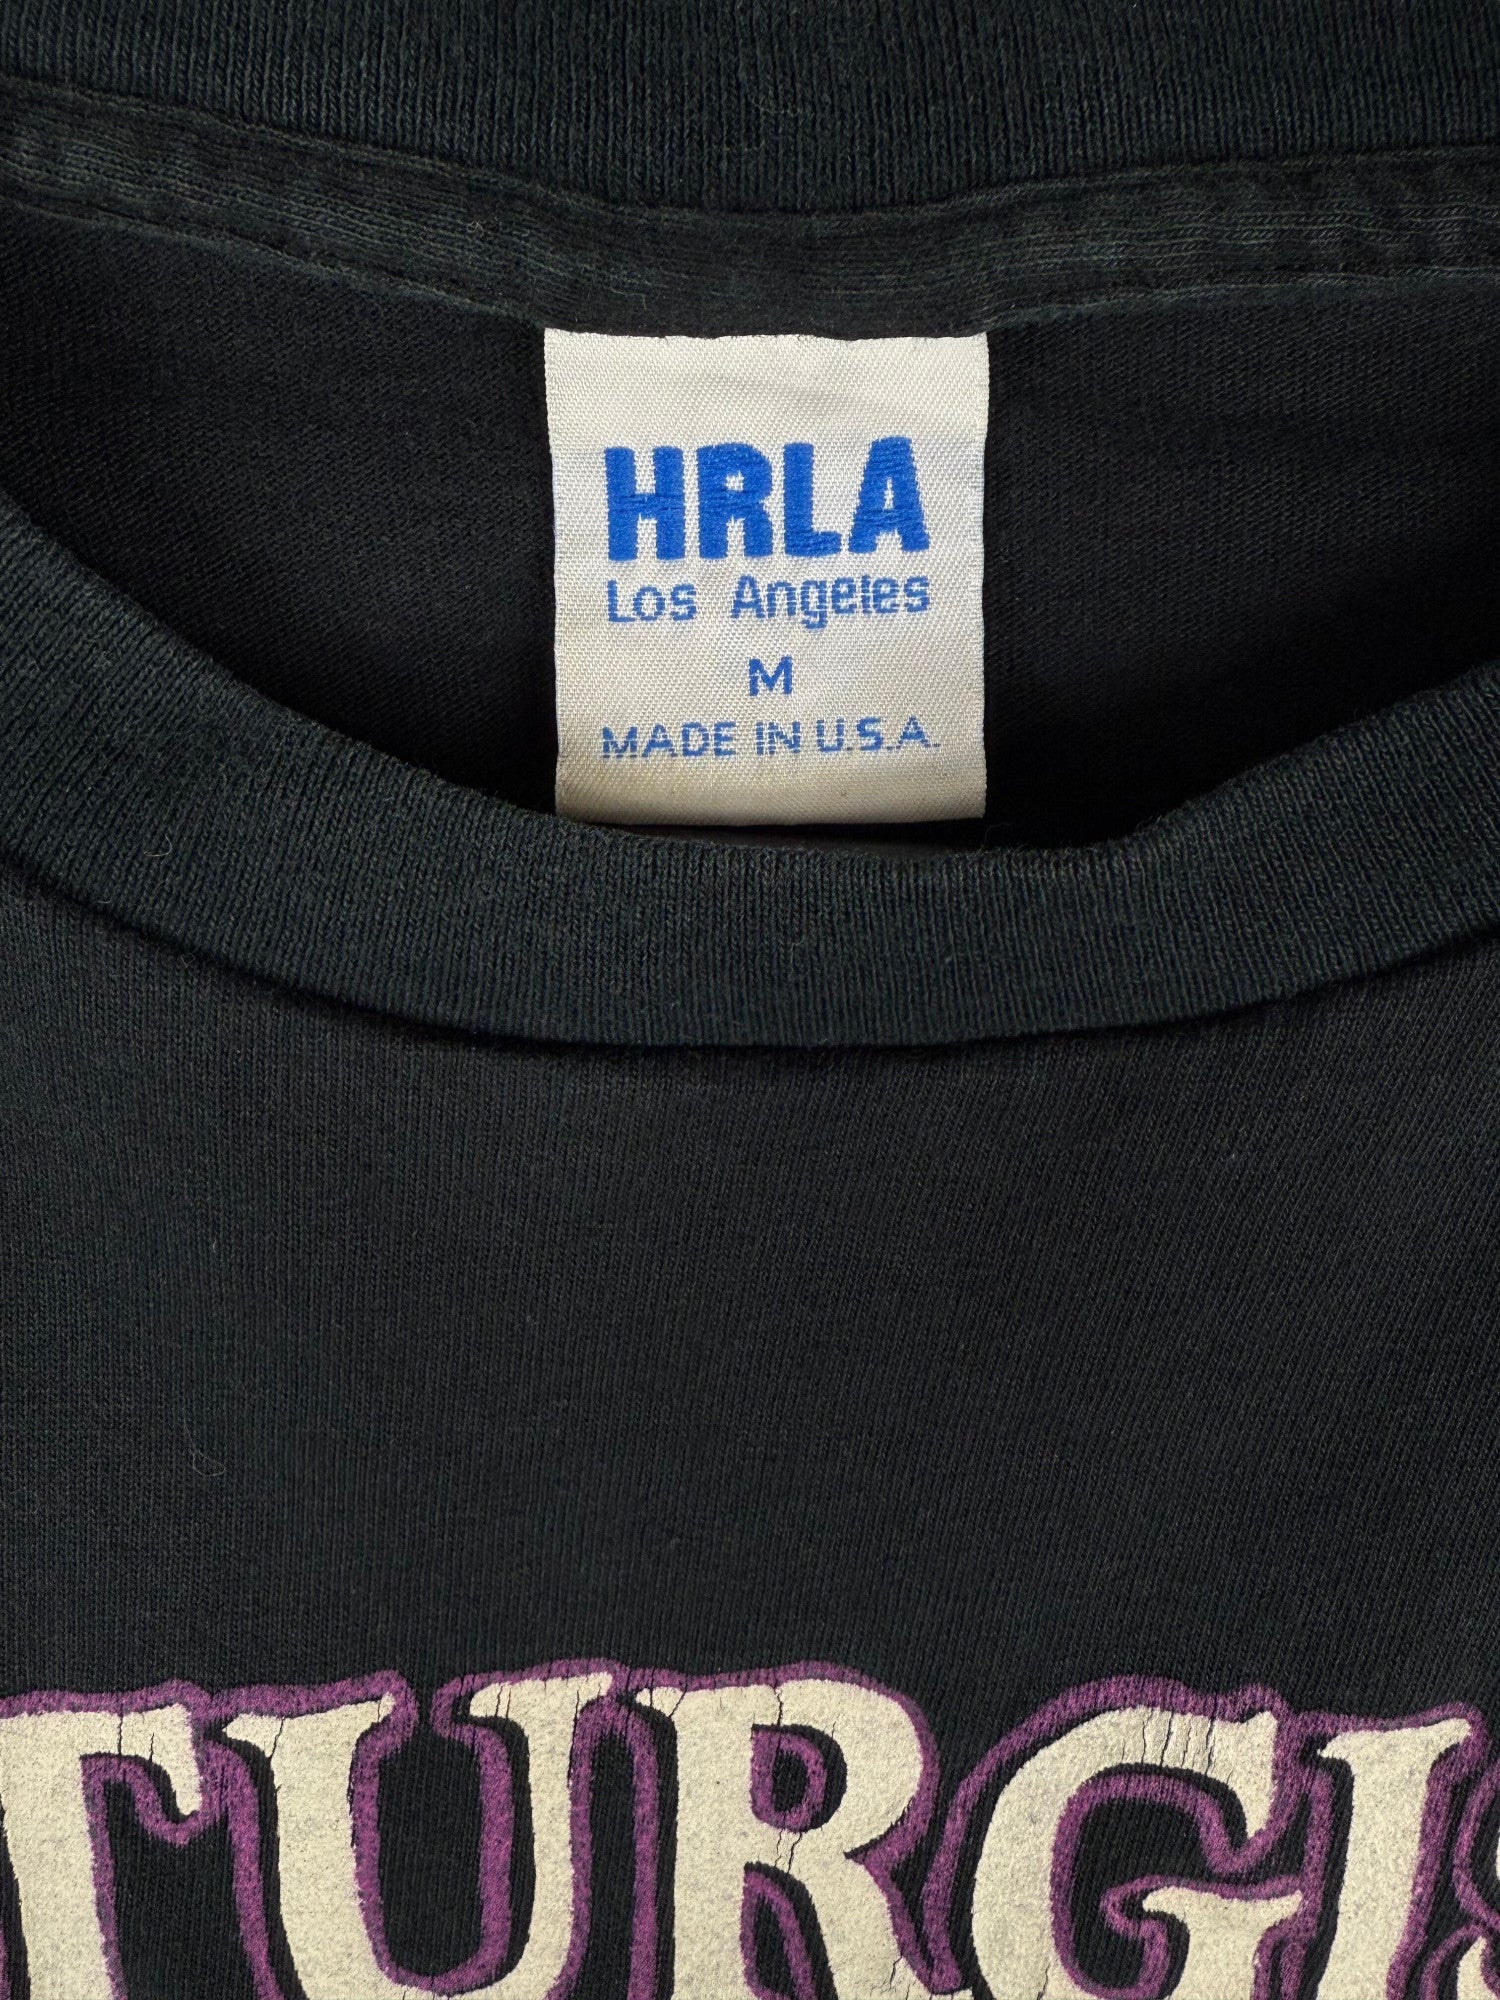 HRLA
Los Angeles
M
MADE IN U.S.A.
TURGIS